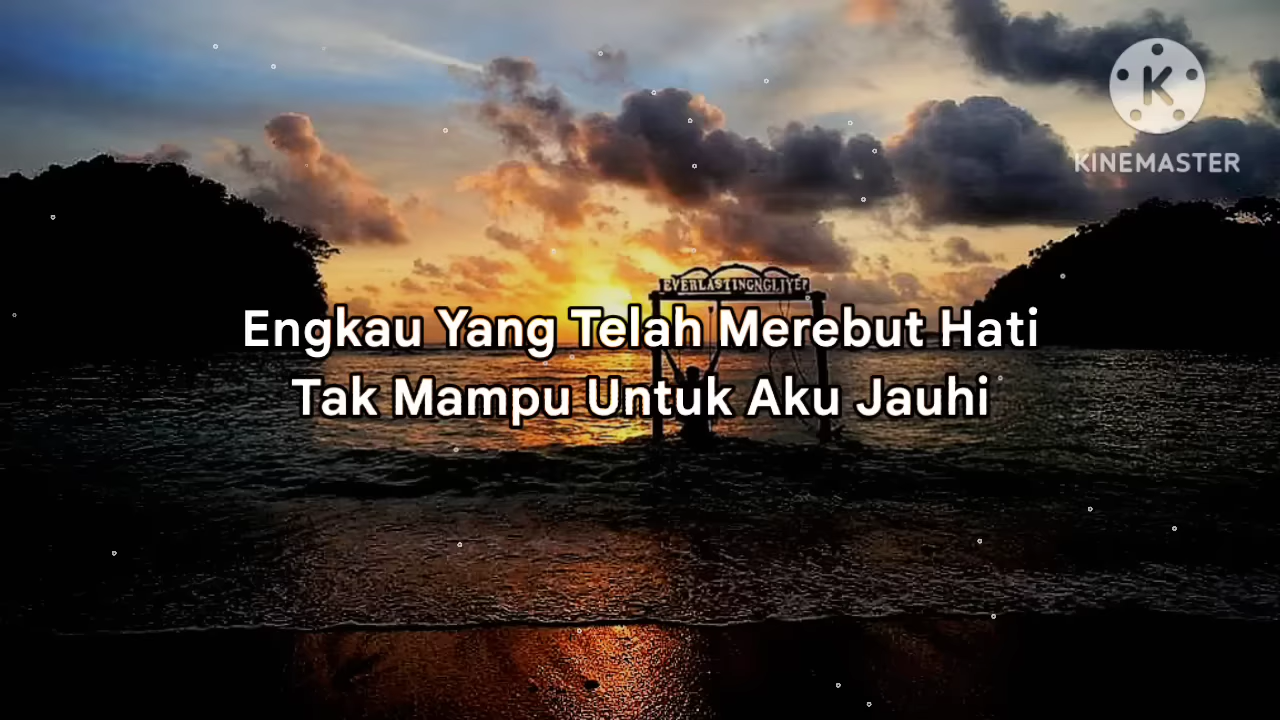 KINEMASTER
EVERLASTINGNGLIYEP
Engkau Yang Telah Merebut Hati
Tak Mampu Untuk Aku Jauhi